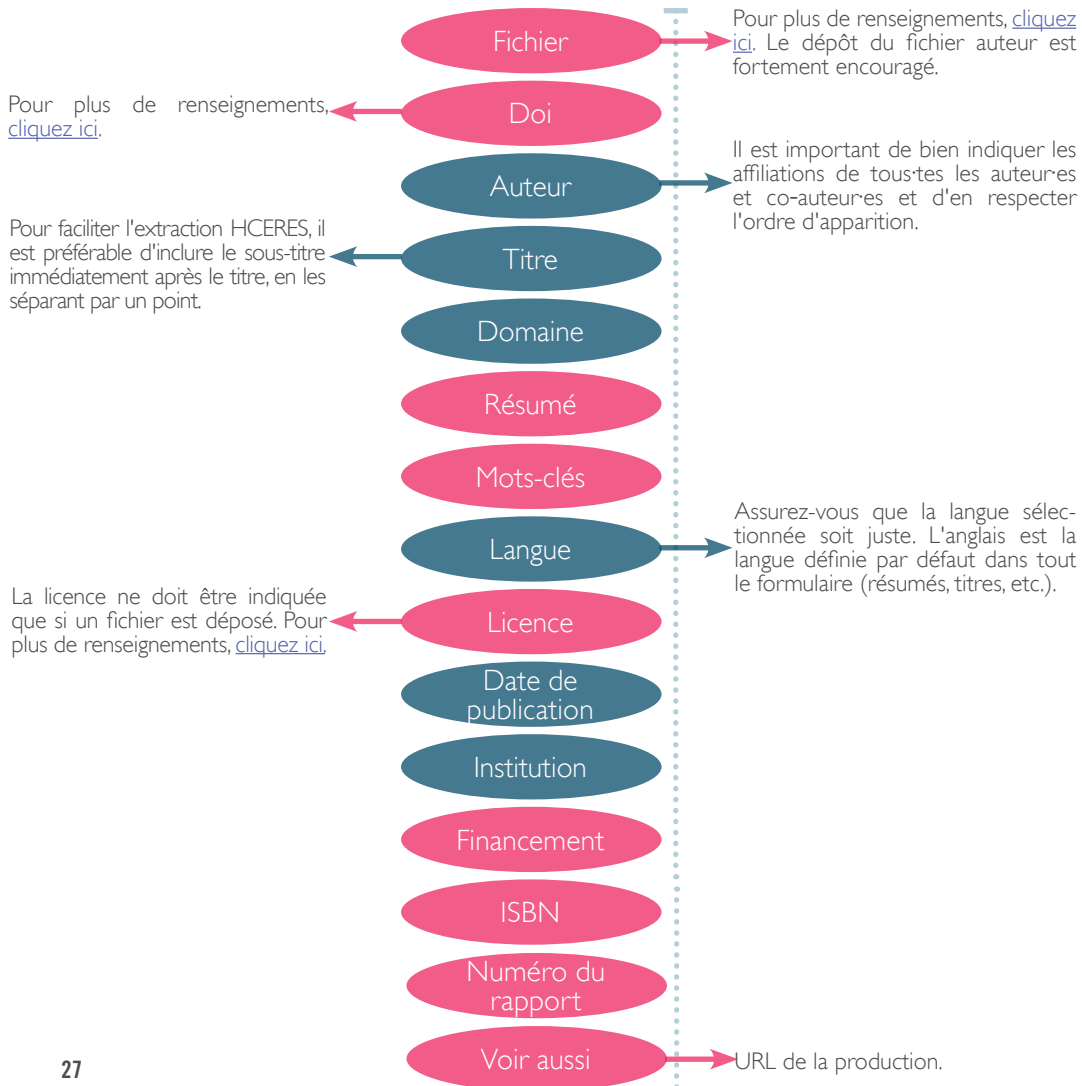 Fichier
Pour plus de renseignements, cliquez
ici. Le dépôt du fichier auteur est
fortement encouragé.
Pour plus de renseignements,
cliquez ici.
Doi
Auteur
Il est important de bien indiquer les
affiliations de tous·tes les auteur·es
et co-auteur·es et d'en respecter
l'ordre d'apparition.
Pour faciliter l'extraction HCERES, il
est préférable d'inclure le sous-titre
immédiatement après le titre, en les
séparant par un point.
Titre
Domaine
Résumé
Mots-clés
Langue
Assurez-vous que la langue sélec-
tionnée soit juste. L'anglais est la
langue définie par défaut dans tout
le formulaire (résumés, titres, etc.).
La licence ne doit être indiquée
que si un fichier est déposé. Pour
plus de renseignements, cliquez ici.
Licence
Date de
publication
Institution
Financement
ISBN
Numéro du
rapport
Voir aussi
URL de la production.
27